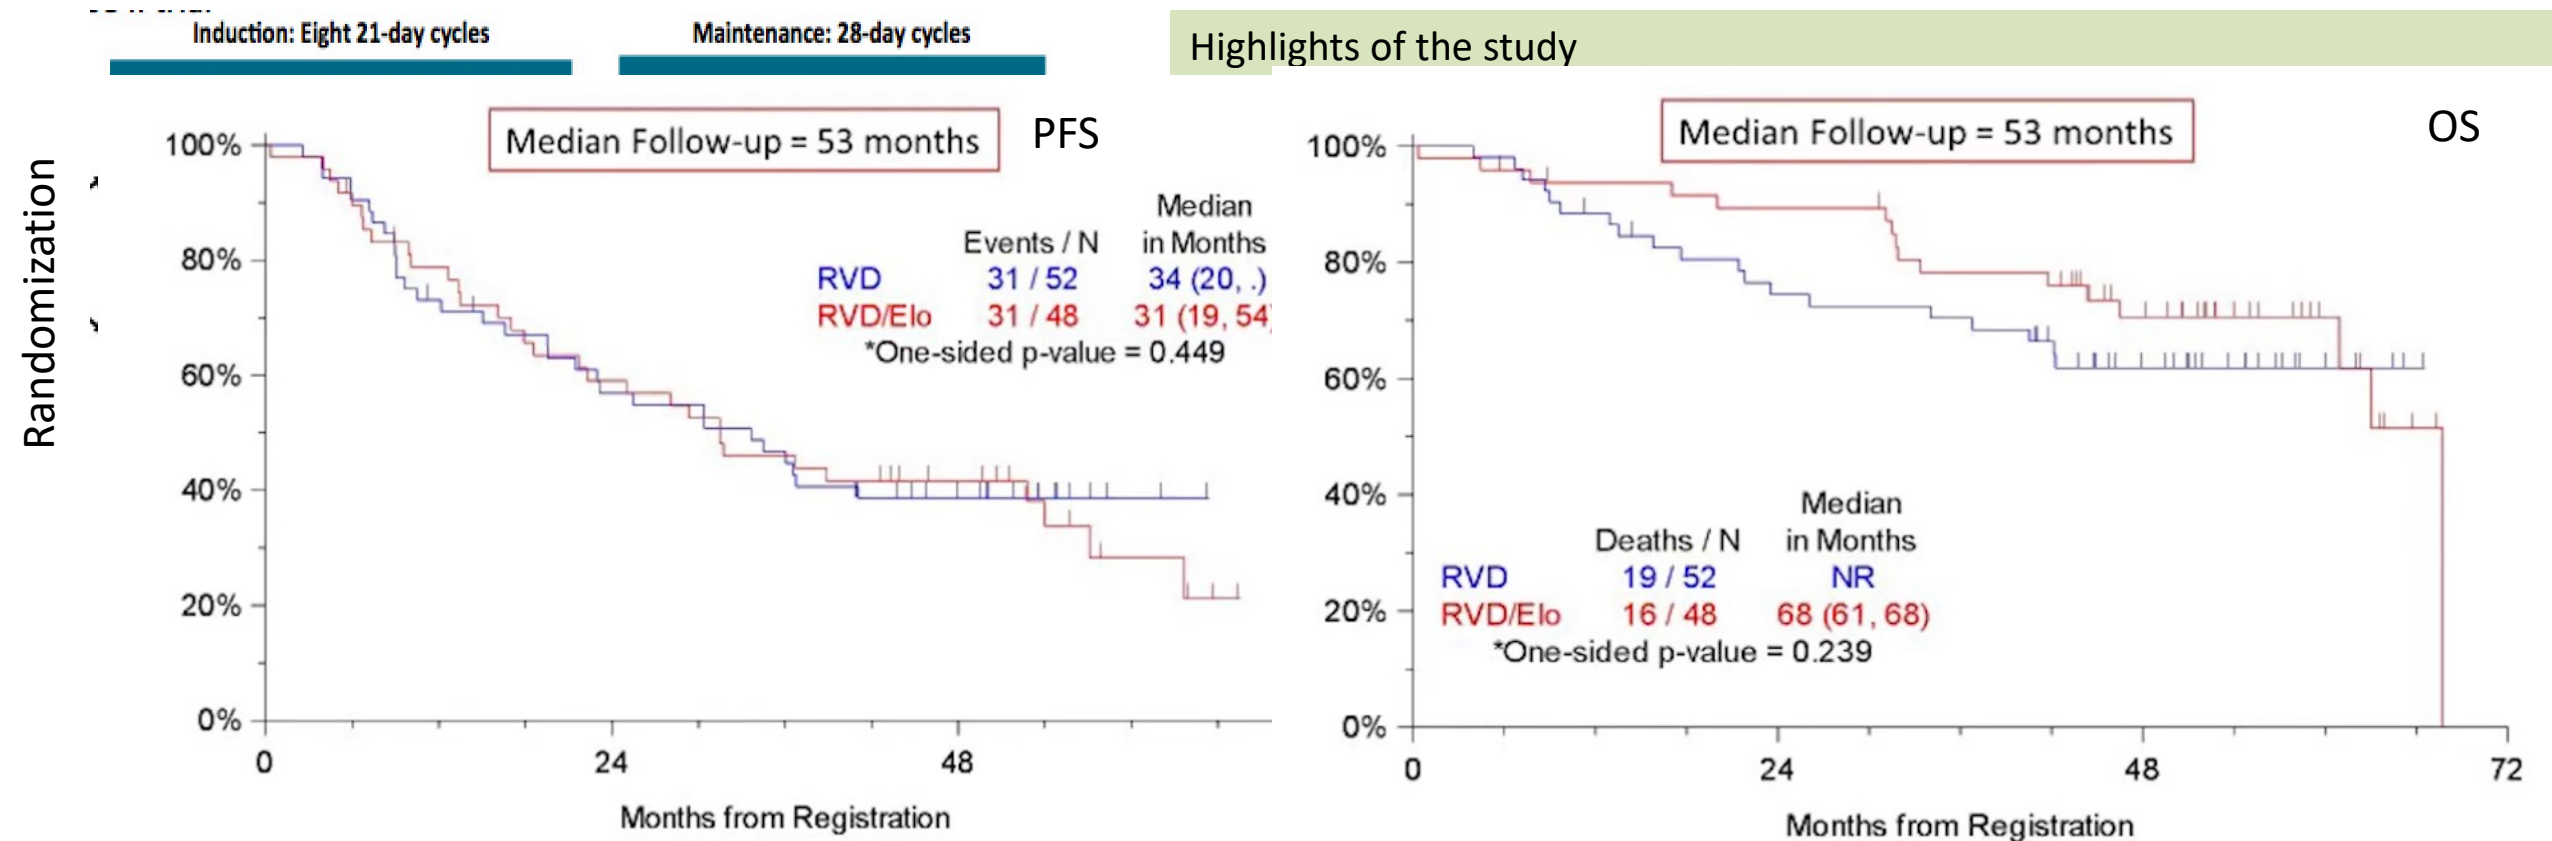 Induction: Eight 21-day cycles
Maintenance: 28-day cycles
Highlights of the study
Randomization
Median Follow-up = 53 months
PFS
100%
80%
60%
40%
20%
0%
Median
Events / N in Months
RVD 31 / 52 34 (20, .)
RVD/Elo 31 / 48 31 (19, 54
*One-sided p-value = 0.449
0 24 48
Months from Registration
Median Follow-up = 53 months
OS
100%
80%
60%
40%
20%
0%
Median
Deaths / N in Months
RVD 19 / 52 NR
RVD/Elo 16 / 48 68 (61, 68)
*One-sided p-value = 0.239
0 24 48 72
Months from Registration